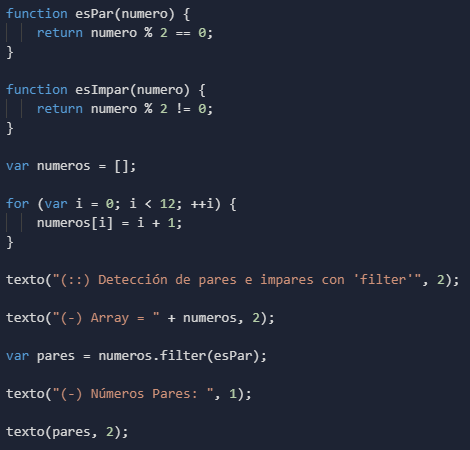 function esPar(numero) {
    return numero % 2 == 0;
}
function esImpar(numero) {
    return numero % 2 != 0;
}
var numeros = [];
for (var i = 0; i < 12; ++i) {
    numeros[i] = i + 1;
}
texto("(::) Detección de pares e impares con 'filter'", 2);
texto("(-) Array = " + numeros, 2);
var pares = numeros.filter(esPar);
texto("(-) Números Pares: ", 1);
texto(pares, 2);